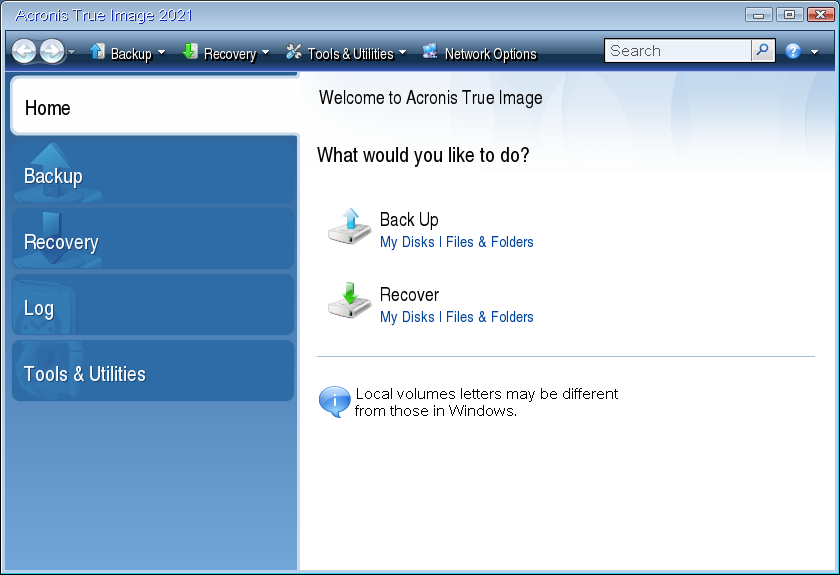 Acronis True Image 2021
Backup Recovery Tools & Utilities Network Options Search
Home
Backup
Recovery
Log
Tools & Utilities
Welcome to Acronis True Image
What would you like to do?
Back Up
My Disks | Files & Folders
Recover
My Disks | Files & Folders
Local volumes letters may be different
from those in Windows.